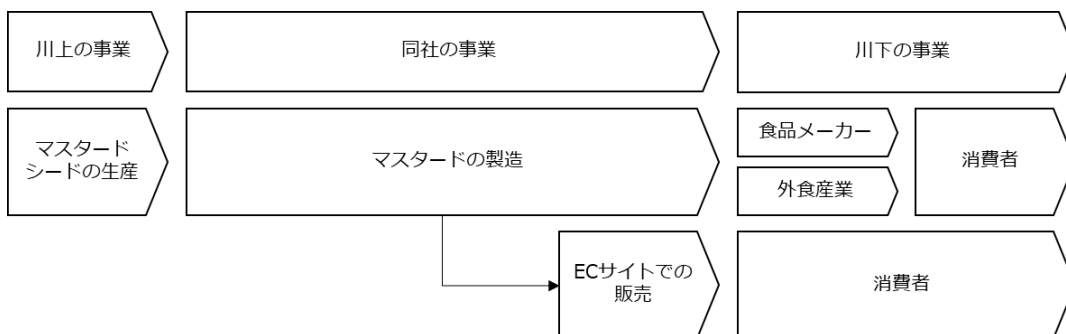 川上の事業
同社の事業
川下の事業
マスタード
シードの生産
マスタードの製造
食品メーカー
外食産業
消費者
ECサイトでの
販売
消費者